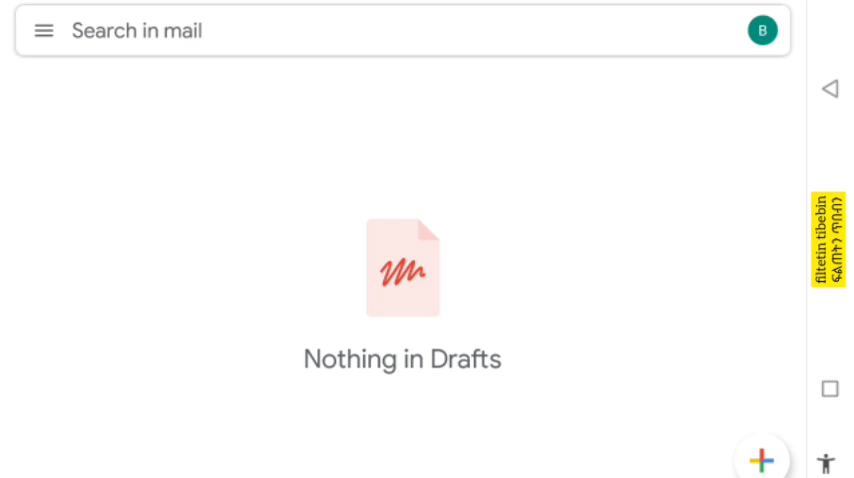 Search in mail
B
filtetin tibebin
ፍልጠትን ጥበብን
Nothing in Drafts